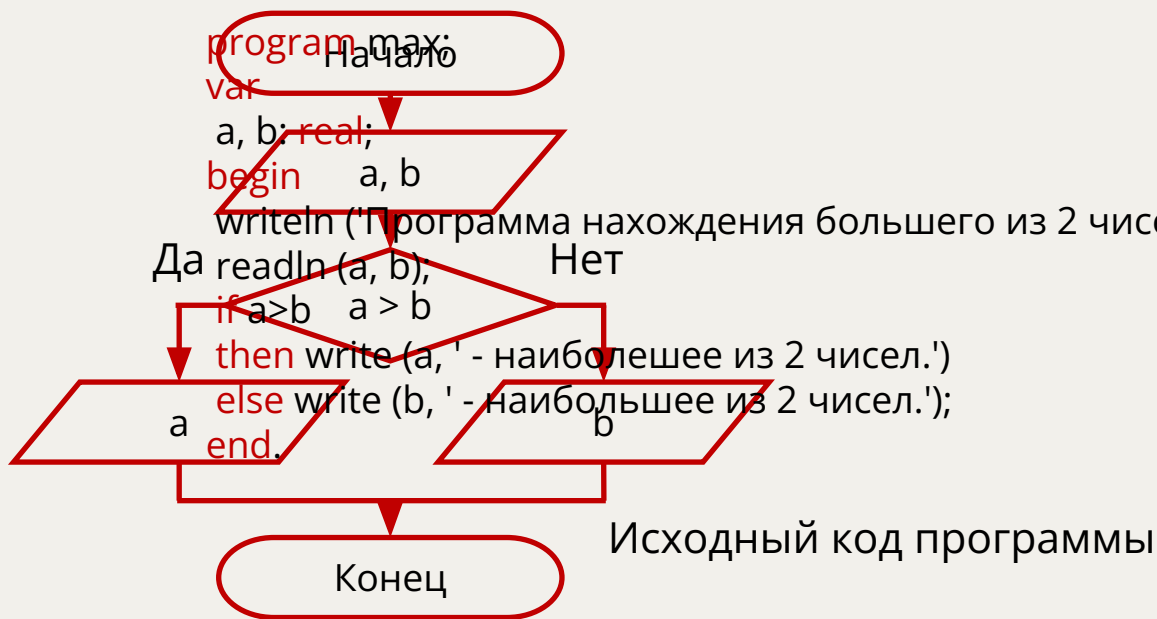 program max;
var
a, b: real;
begin
writeln ('Программа нахождения большего из 2
readln (a, b);
if a>b
then write (a, ' - наиболешее из 2 чисел.')
else write (b, ' - наибольшее из 2 чисел.');
end.
Начало
a, b
Да
Нет
a > b
a
b
Конец
Исходный код программы